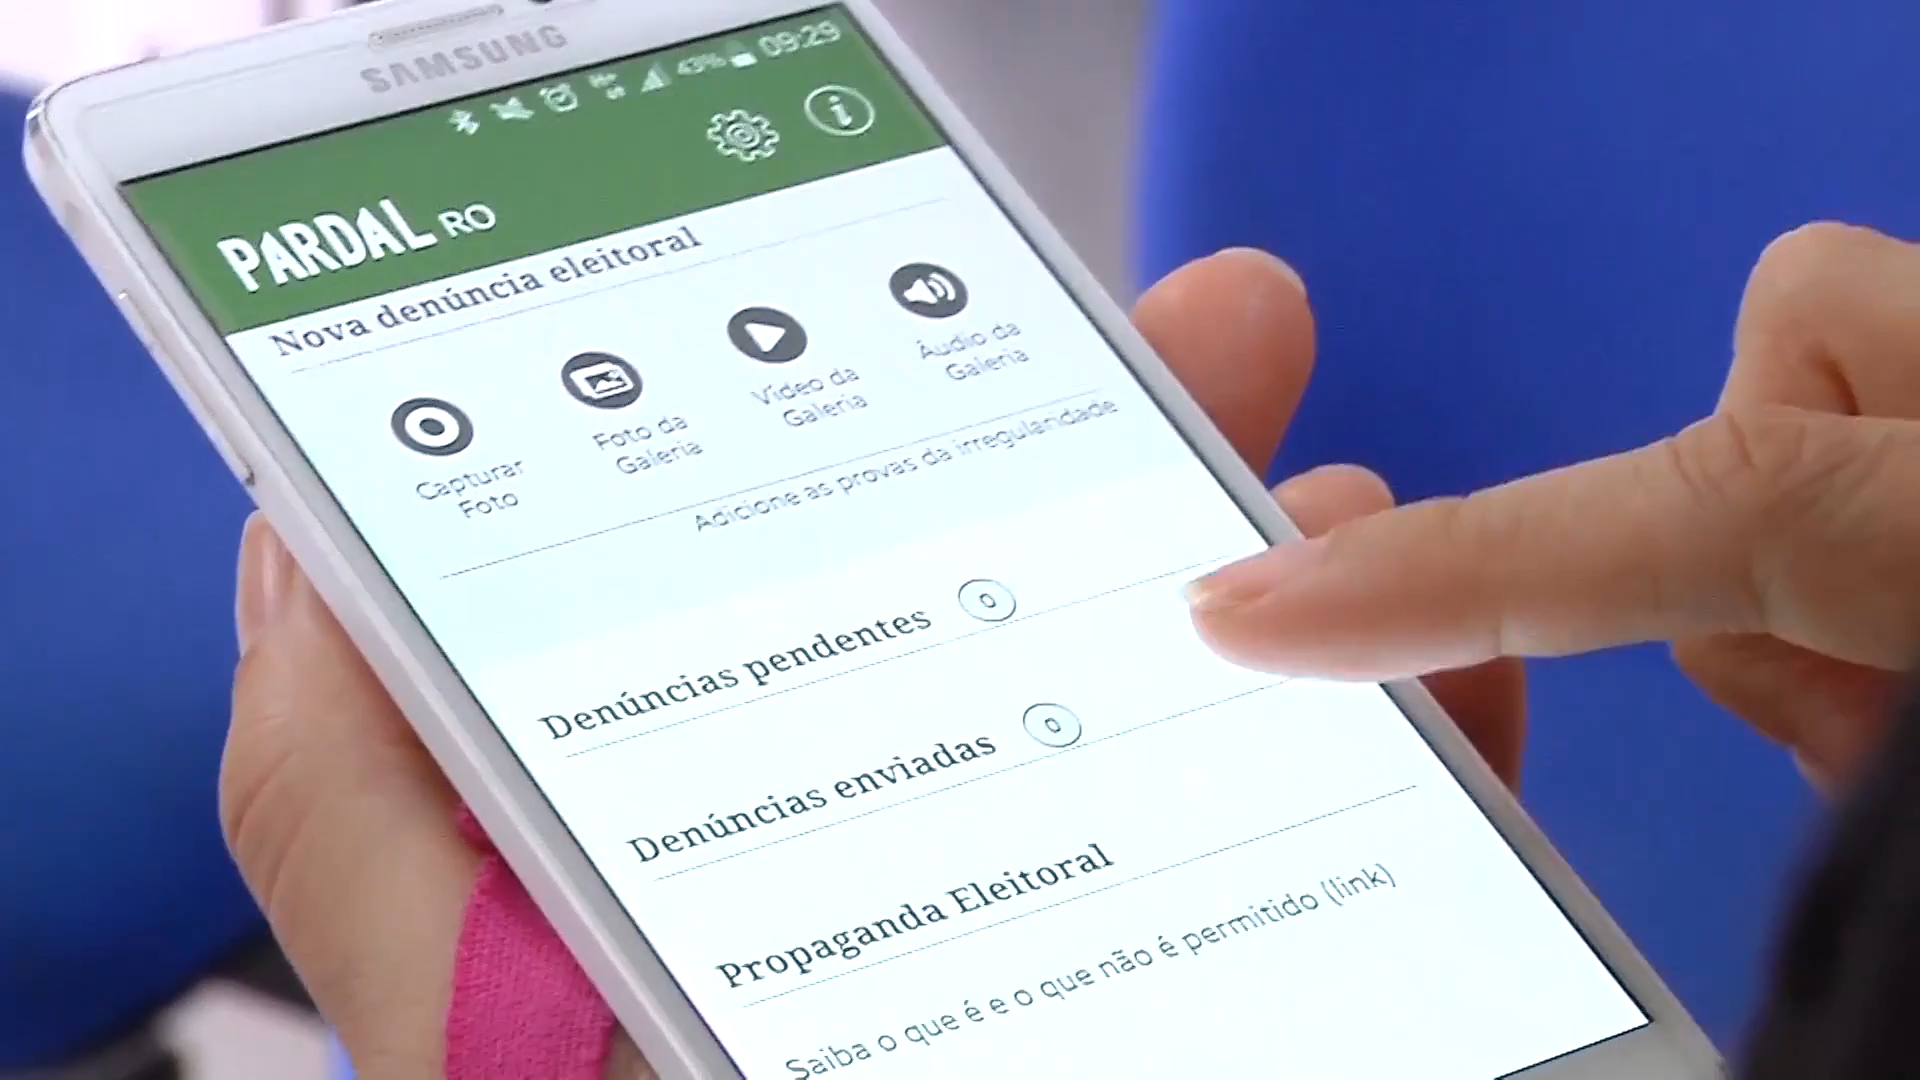 SAMSUNG
43% 09:29
PARDAL RO
Nova denúncia eleitoral
Capturar
Foto
Foto da
Galeria
Vídeo da
Galeria
Áudio da
Galeria
Adicione as provas da irregularidade
Denúncias pendentes 0
Denúncias enviadas 0
Propaganda Eleitoral
Saiba o que é e o que não é permitido (link)